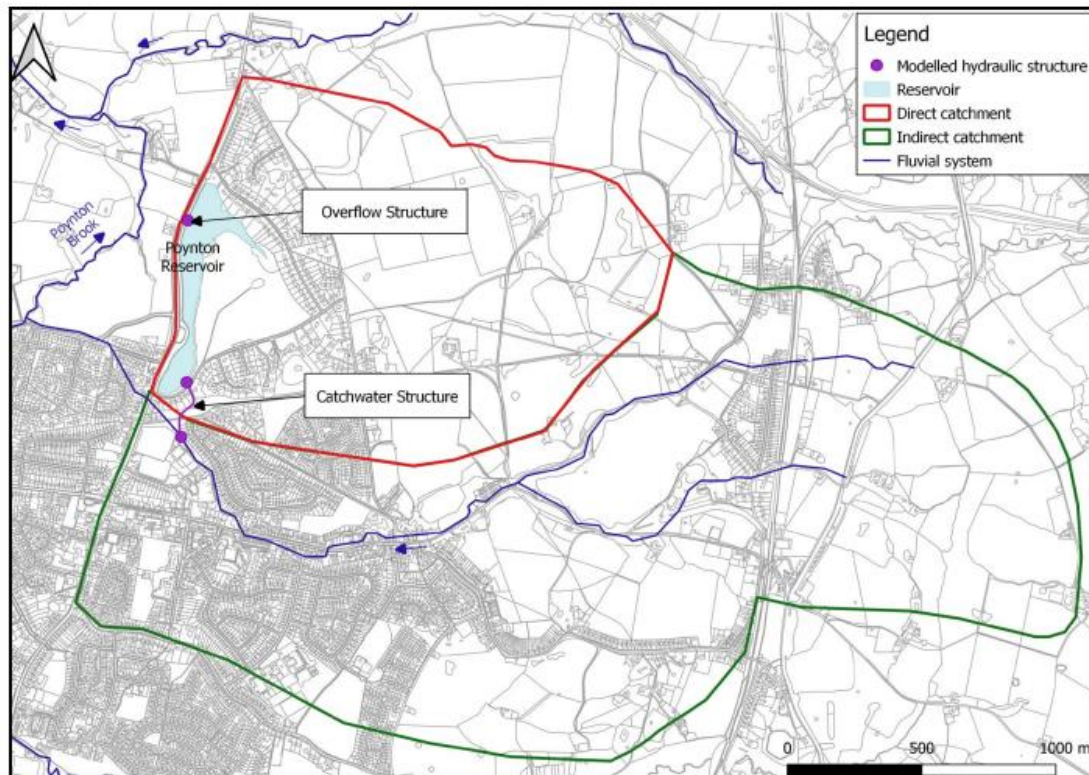 Legend
Modelled hydraulic structure
Reservoir
Direct catchment
Indirect catchment
Fluvial system
Overflow Structure
Poynton
Brook
Poynton
Reservoir
Catchwater Structure
0 500 1000 m